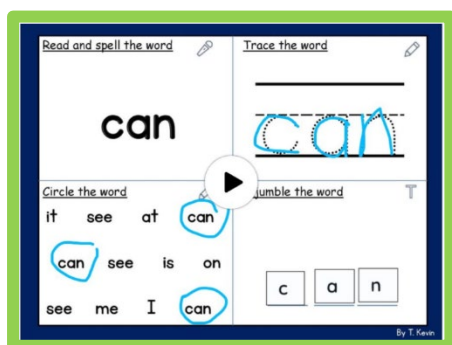 Read and spell the word
can
Trace the word
can
Circle the word
it see at can
can see is on
see me I can
umble the word
c a n
By T. Kevin